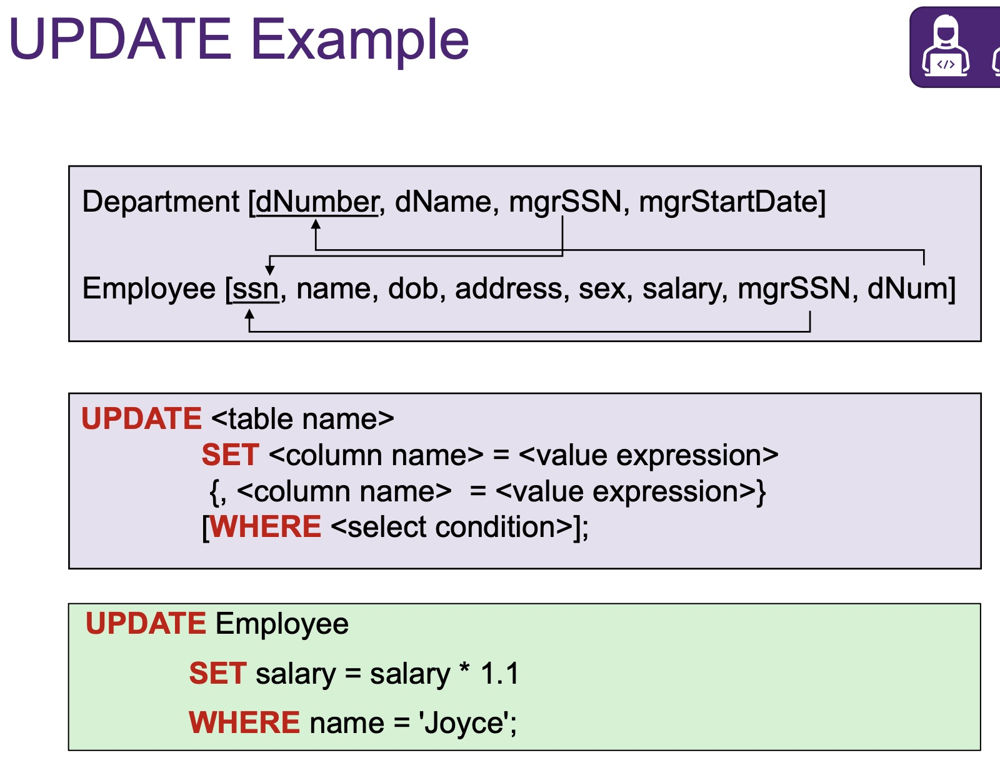 UPDATE Example
</>
Department [dNumber, dName, mgrSSN, mgrStartDate]
Employee [ssn, name, dob, address, sex, salary, mgrSSN, dNum]
UPDATE <table name>
SET <column name> = <value expression>
{, <column name> = <value expression>}
[WHERE <select condition>];
UPDATE Employee
SET salary = salary * 1.1
WHERE name = 'Joyce';